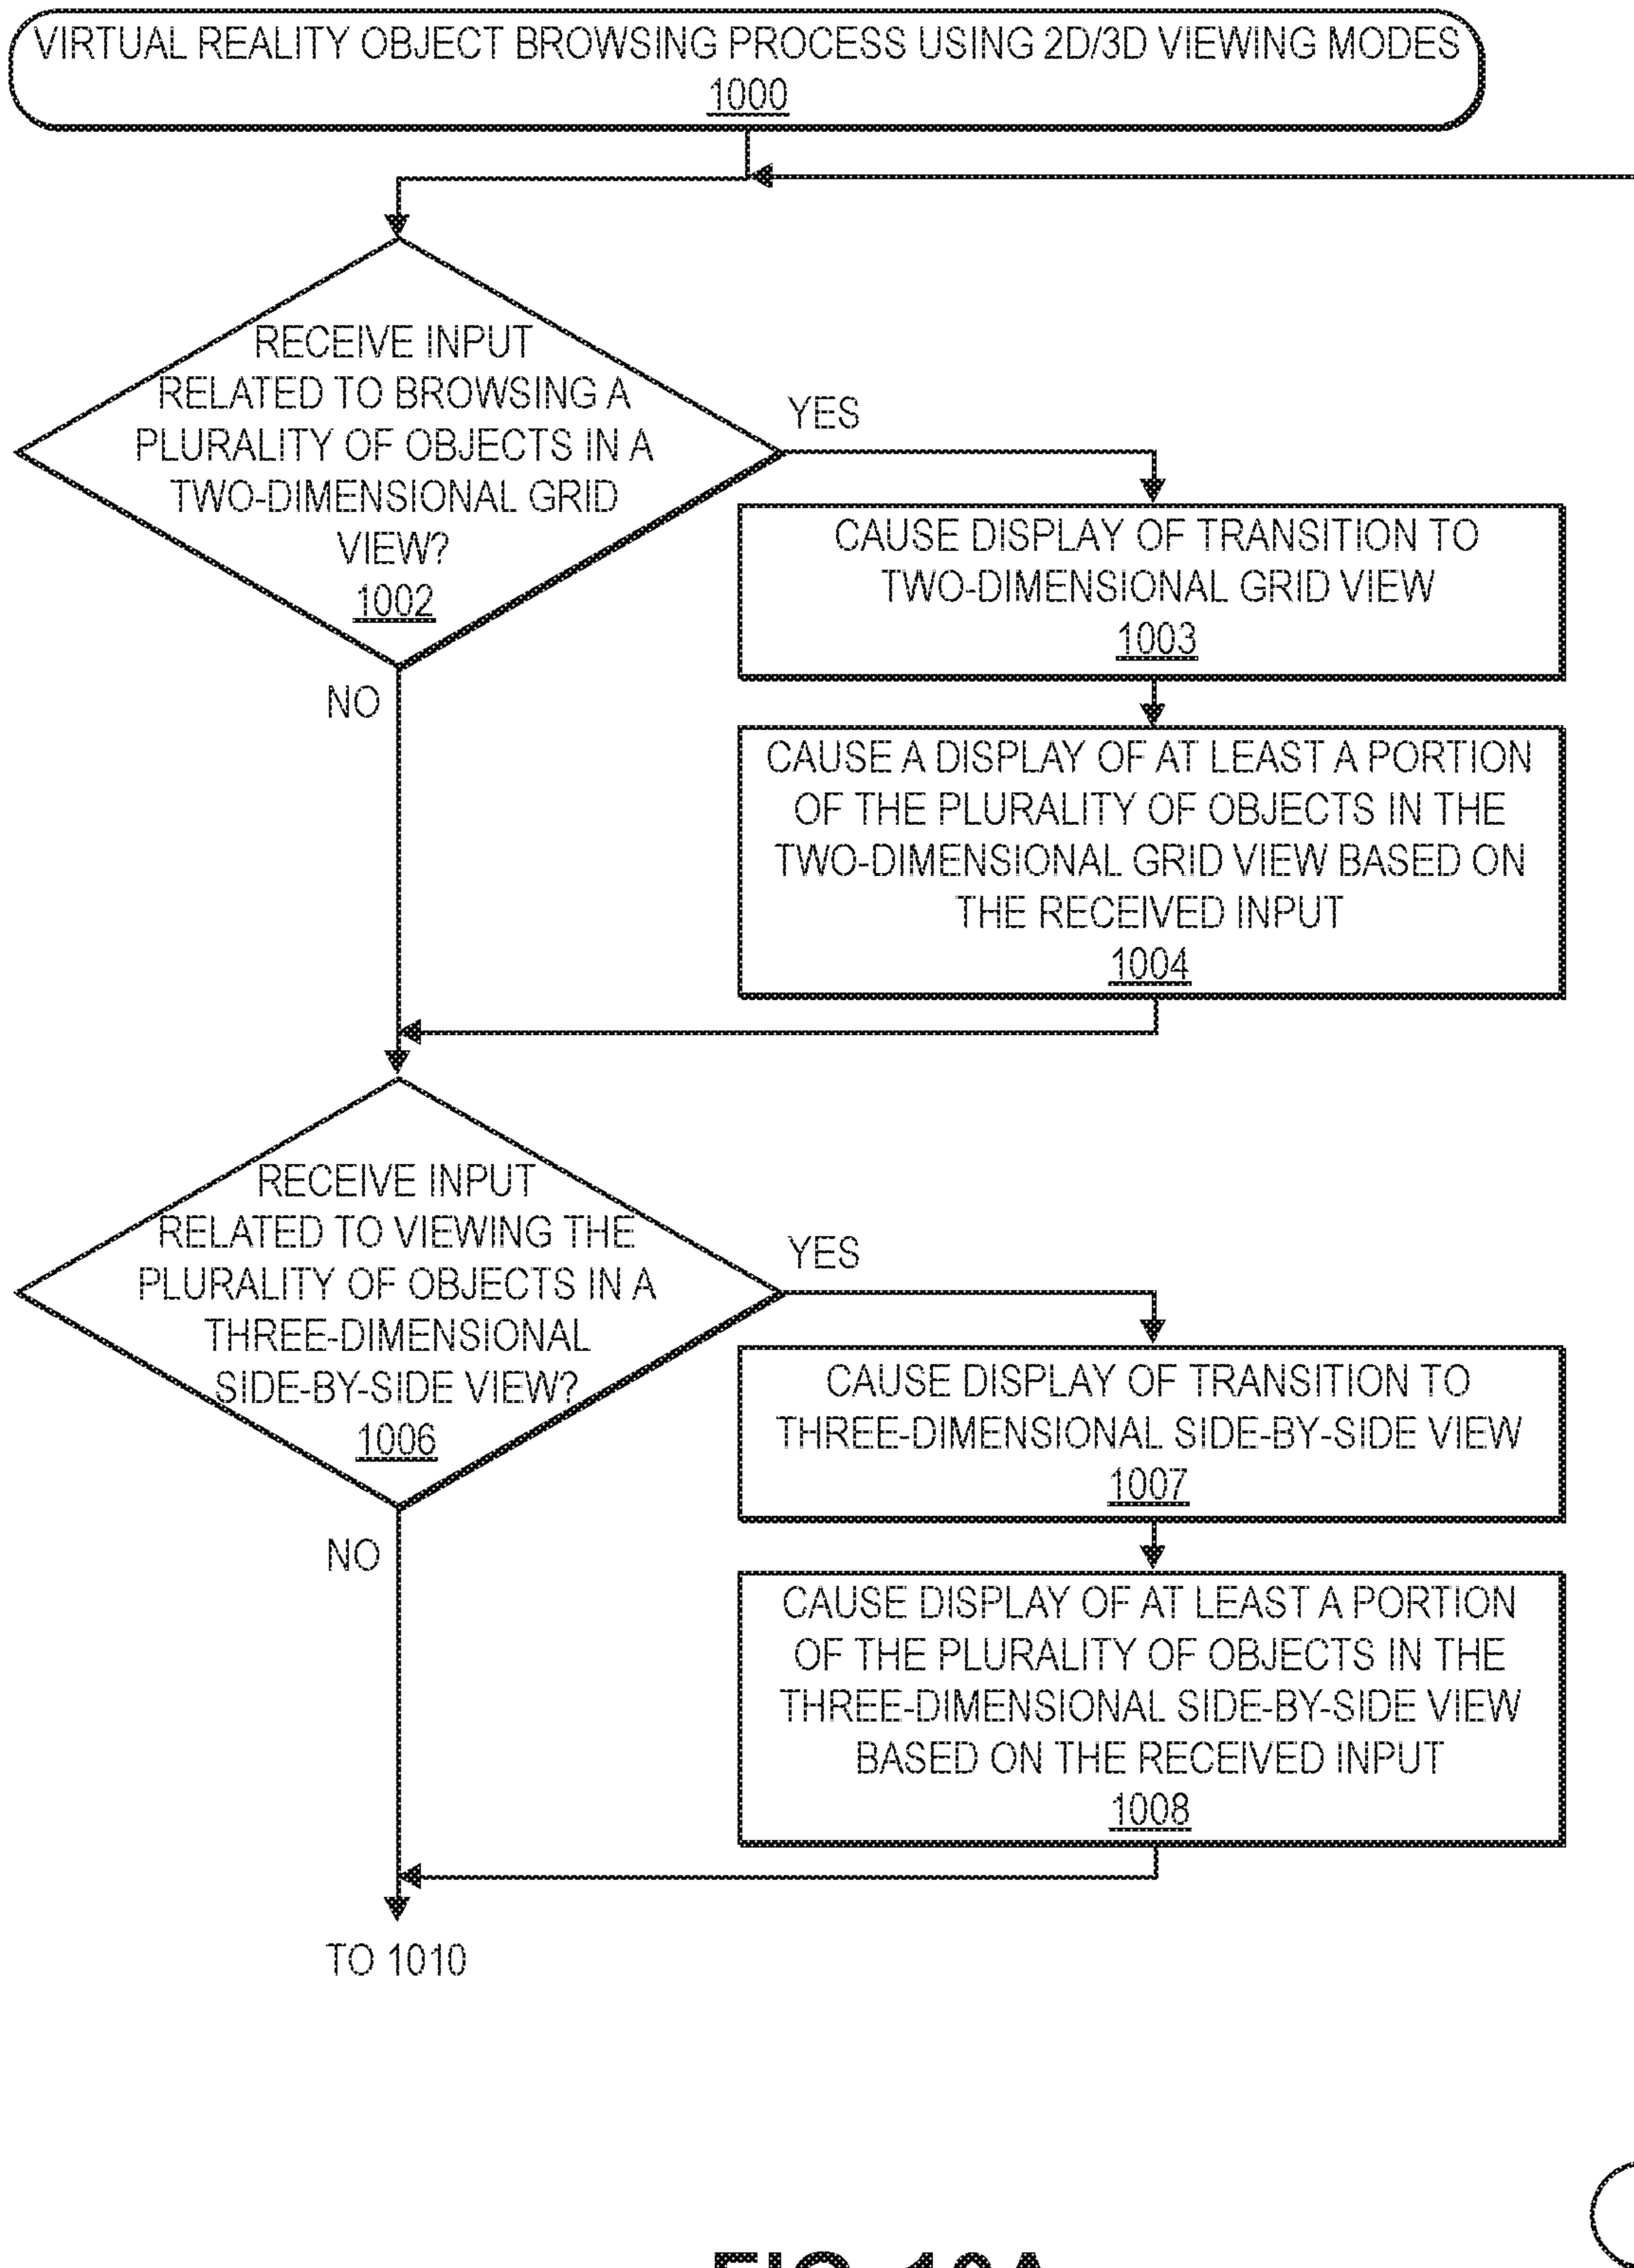 VIRTUAL REALITY OBJECT BROWSING PROCESS USING 2D/3D VIEWING MODES
1000
RECEIVE INPUT
RELATED TO BROWSING A
PLURALITY OF OBJECTS IN A
TWO-DIMENSIONAL GRID
VIEW?
1002
YES
NO
CAUSE DISPLAY OF TRANSITION TO
TWO-DIMENSIONAL GRID VIEW
1003
CAUSE A DISPLAY OF AT LEAST A PORTION
OF THE PLURALITY OF OBJECTS IN THE
TWO-DIMENSIONAL GRID VIEW BASED ON
THE RECEIVED INPUT
1004
RECEIVE INPUT
RELATED TO VIEWING THE
PLURALITY OF OBJECTS IN A
THREE-DIMENSIONAL
SIDE-BY-SIDE VIEW?
1006
YES
NO
CAUSE DISPLAY OF TRANSITION TO
THREE-DIMENSIONAL SIDE-BY-SIDE VIEW
1007
CAUSE DISPLAY OF AT LEAST A PORTION
OF THE PLURALITY OF OBJECTS IN THE
THREE-DIMENSIONAL SIDE-BY-SIDE VIEW
BASED ON THE RECEIVED INPUT
1008
TO 1010
FIG. 10A